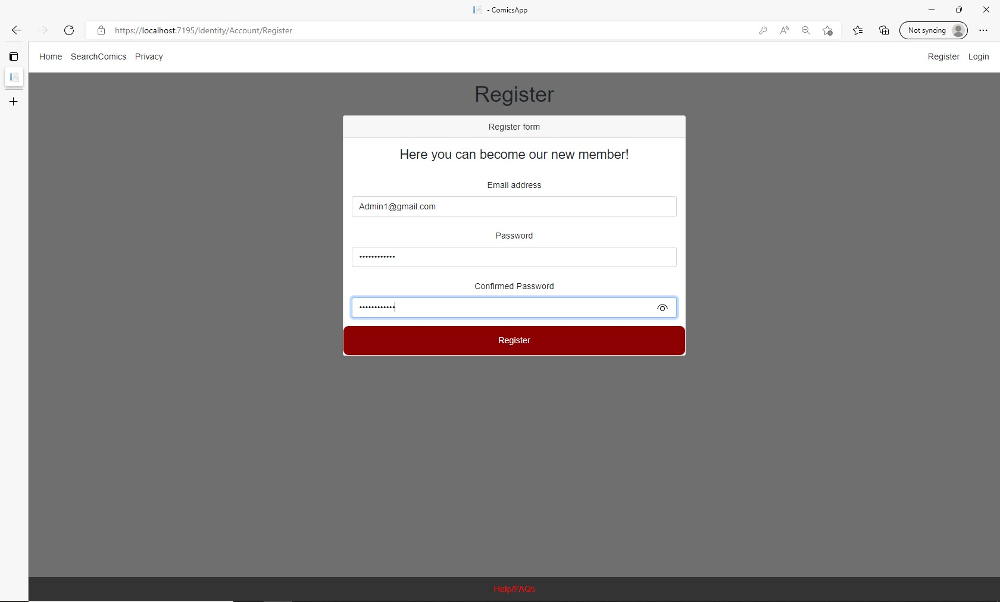 - ComicsApp
https://localhost:7195/Identity/Account/Register
Not syncing
Home SearchComics Privacy
Register Login
Register
Register form
Here you can become our new member!
Email address
Admin1@gmail.com
Password
••••••••••••
Confirmed Password
••••••••••••
Register
Help/FAQs